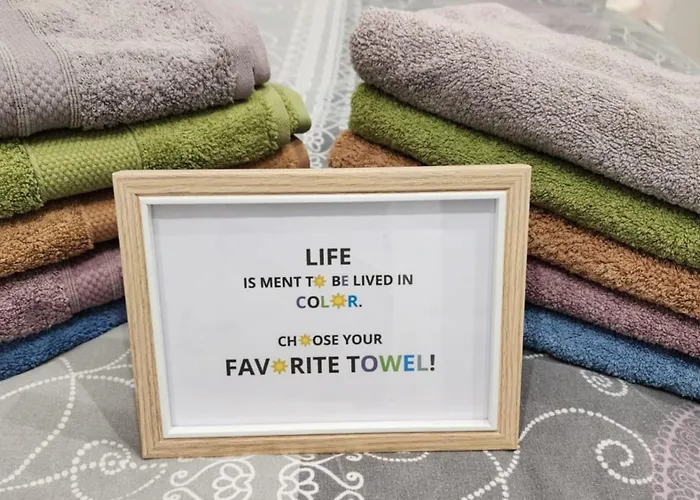 LIFE
IS MENT TO BE LIVED IN
COLOR.
CHOOSE YOUR
FAVORITE TOWEL!